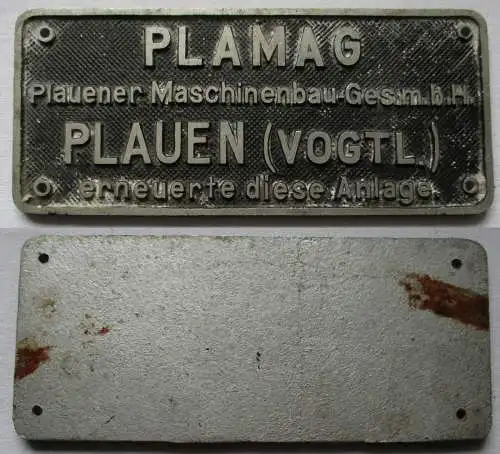 PLAMAG
Plauener Maschinenbau-Ges.m.b.H.
PLAUEN (VOGTL.)
erneuerte diese Anlage